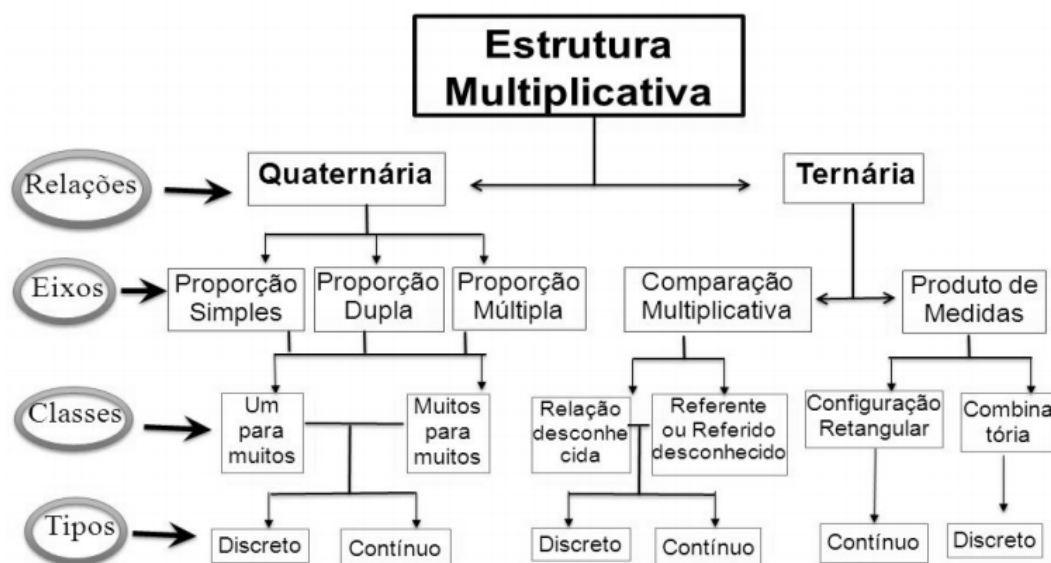 Estrutura
Multiplicativa
Relações
Quaternária
Ternária
Eixos
Proporção
Simples
Proporção
Dupla
Proporção
Múltipla
Comparação
Multiplicativa
Produto de
Medidas
Classes
Um
para
muitos
Muitos
para
muitos
Relação
desconhe
cida
Referente
ou Referido
desconhecido
Configuração
Retangular
Combina
tória
Tipos
Discreto
Contínuo
Discreto
Contínuo
Contínuo
Discreto